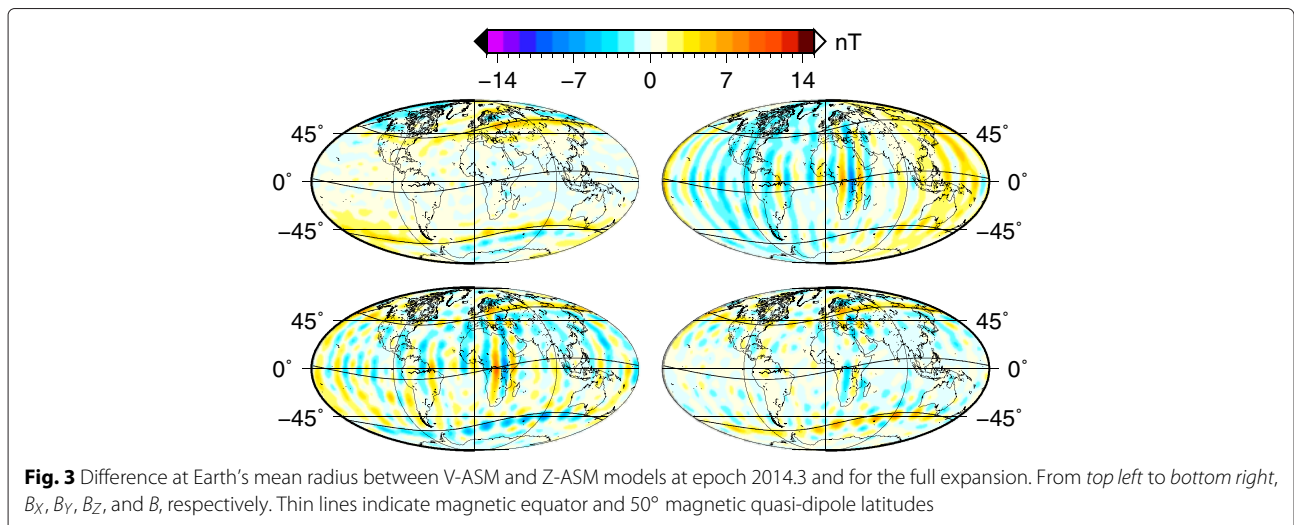 nT
−14 −7 0 7 14
45° 45°
0° 0°
−45° −45°
45° 45°
0° 0°
−45° −45°
Fig. 3 Difference at Earth's mean radius between V-ASM and Z-ASM models at epoch 2014.3 and for the full expansion. From top left to bottom right,
B_X, B_Y, B_Z, and B, respectively. Thin lines indicate magnetic equator and 50° magnetic quasi-dipole latitudes